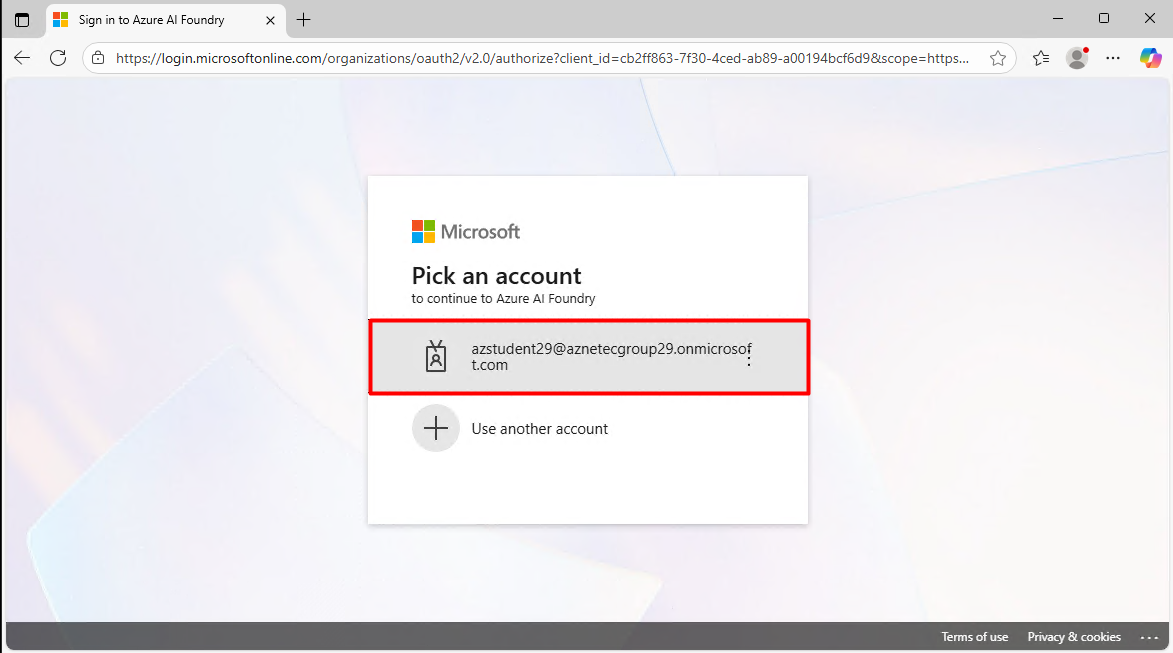 Sign in to Azure AI Foundry
https://login.microsoftonline.com/organizations/oauth2/v2.0/authorize?client_id=cb2ff863-7f30-4ced-ab89-a00194bcf6d9&scope=https...
Microsoft
Pick an account
to continue to Azure AI Foundry
azstudent29@aznetecgroup29.onmicrosof
t.com
Use another account
Terms of use Privacy & cookies